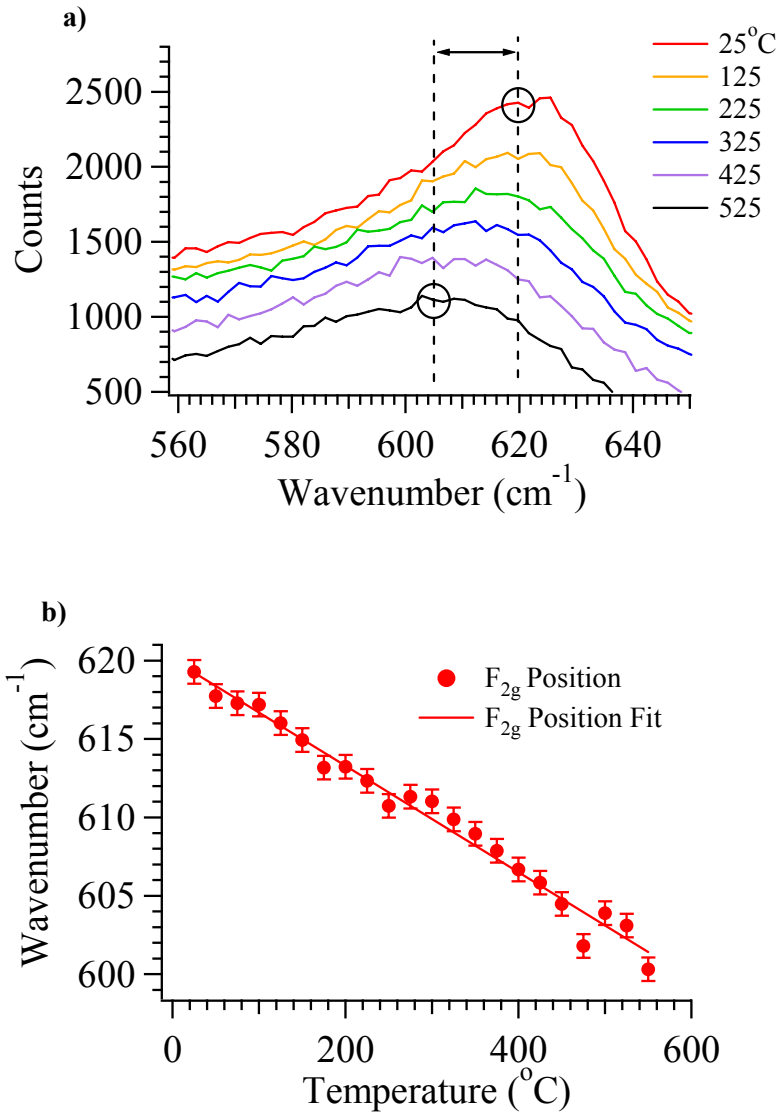 a)
25°C
125
225
325
425
525
2500
2000
1500
1000
500
Counts
560 580 600 620 640
Wavenumber (cm⁻¹)
b)
620
615
610
605
600
Wavenumber (cm⁻¹)
F₂g Position
F₂g Position Fit
0 200 400 600
Temperature (°C)